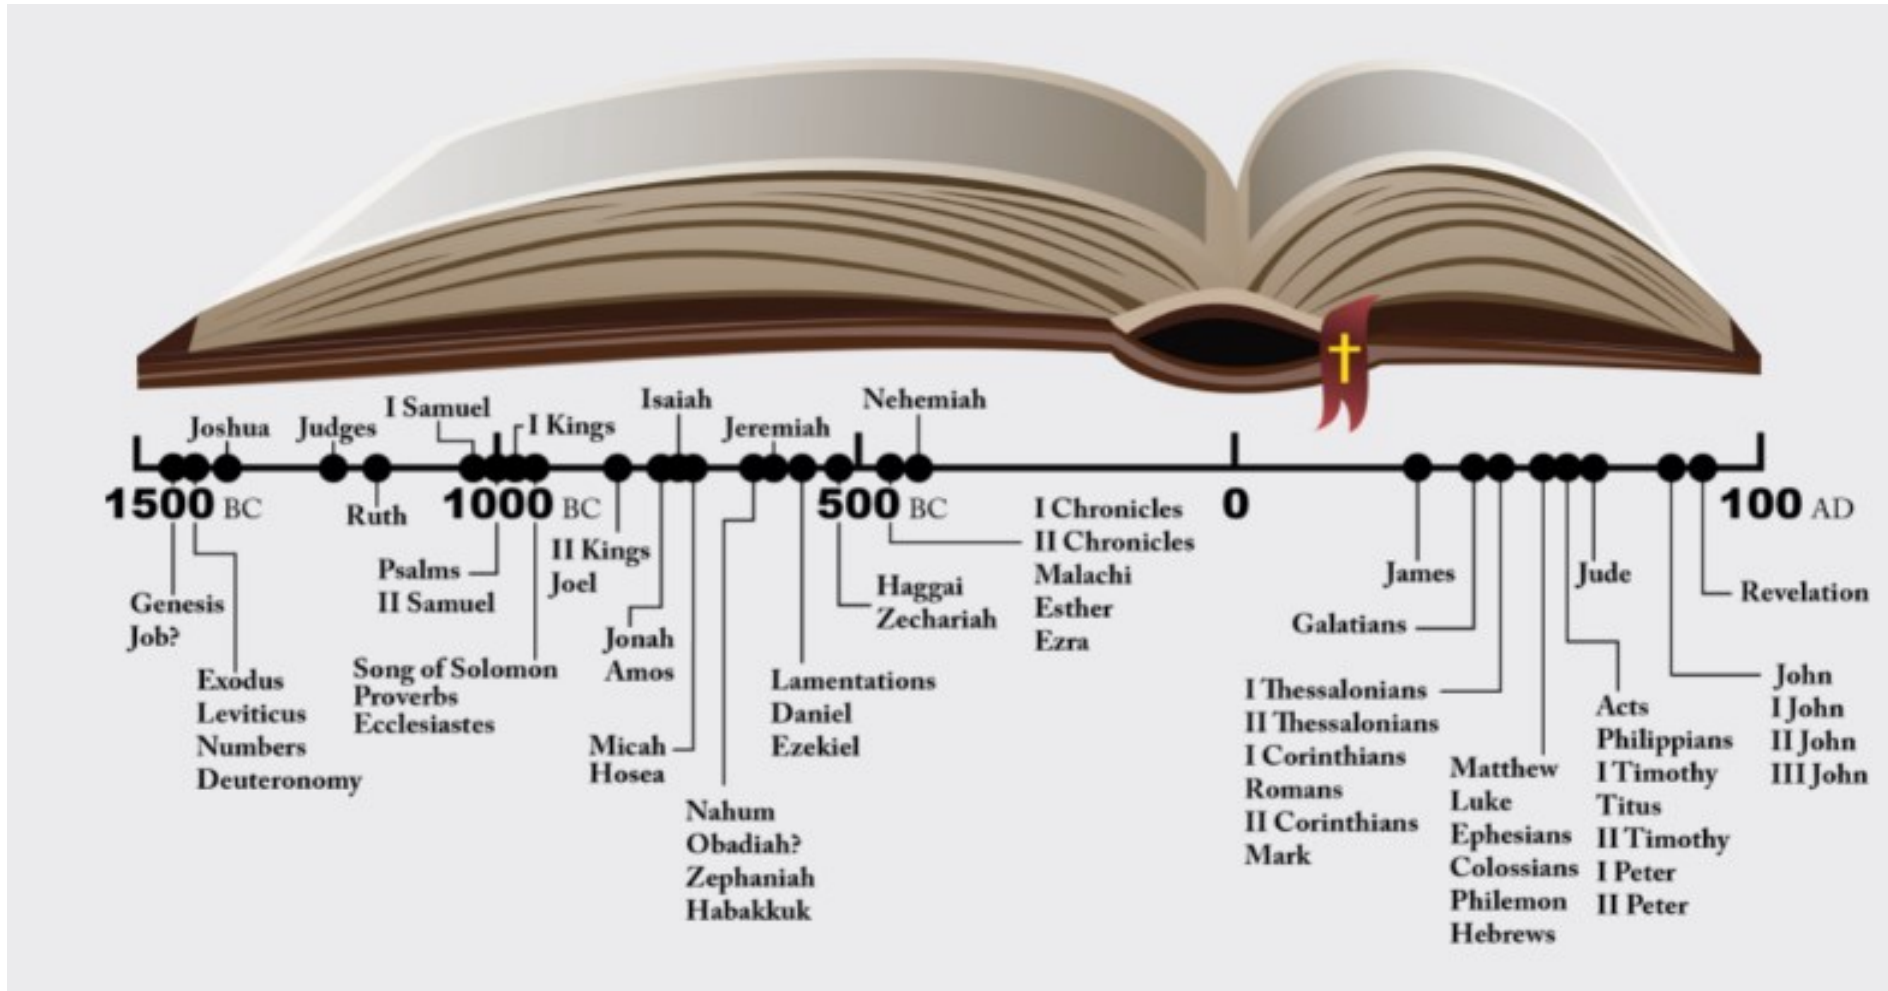 Isaiah
Nehemiah
I Samuel
Joshua
Judges
I Kings
Jeremiah
1500 BC
1000 BC
500 BC
0
100 AD
Ruth
Genesis
Job?
Exodus
Leviticus
Numbers
Deuteronomy
Psalms
II Samuel
Song of Solomon
Proverbs
Ecclesiastes
II Kings
Joel
Jonah
Amos
Micah
Hosea
Nahum
Obadiah?
Zephaniah
Habakkuk
Lamentations
Daniel
Ezekiel
Haggai
Zechariah
I Chronicles
II Chronicles
Malachi
Esther
Ezra
James
Galatians
I Thessalonians
II Thessalonians
I Corinthians
Romans
II Corinthians
Mark
Matthew
Luke
Ephesians
Colossians
Philemon
Hebrews
Jude
Acts
Philippians
I Timothy
Titus
II Timothy
I Peter
II Peter
Revelation
John
I John
II John
III John